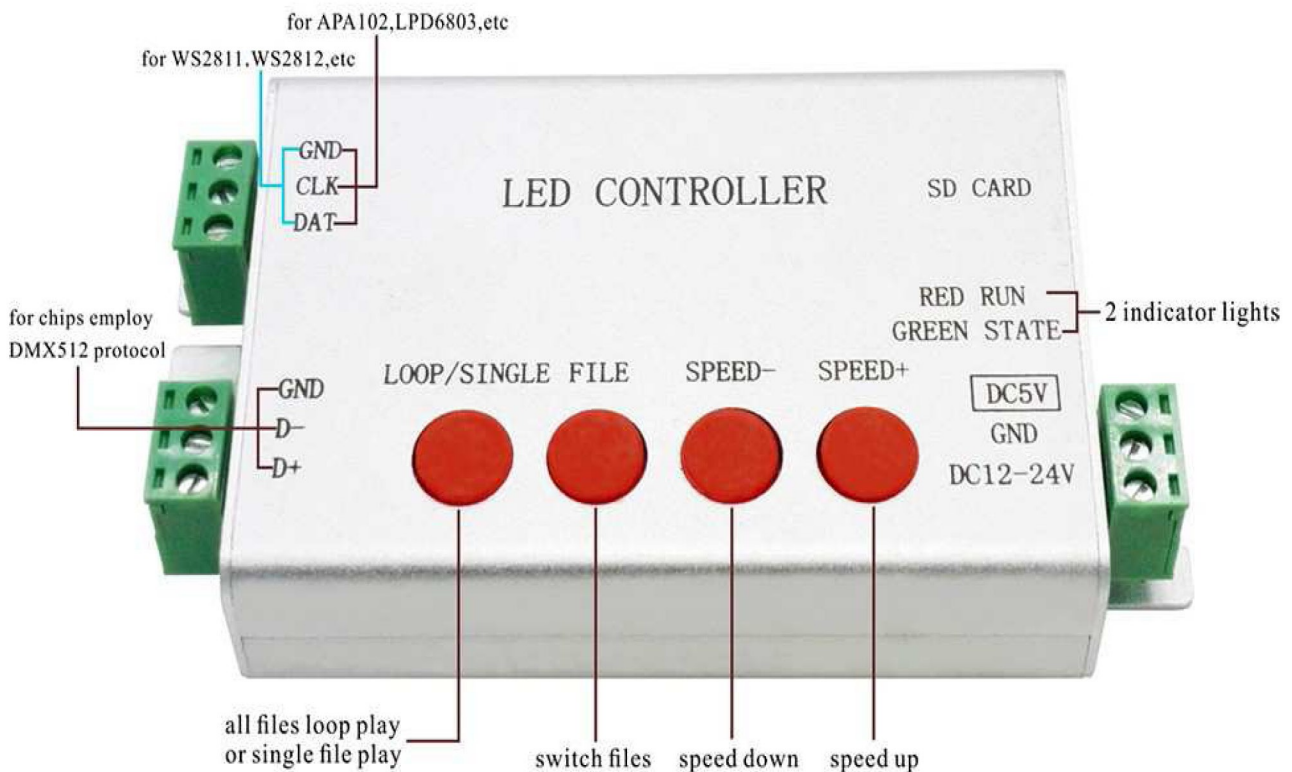 for APA102,LPD6803,etc
for WS2811,WS2812,etc
GND
CLK
DAT
LED CONTROLLER
SD CARD
RED RUN
GREEN STATE
2 indicator lights
for chips employ
DMX512 protocol
GND
D-
D+
LOOP/SINGLE
FILE
SPEED-
SPEED+
DC5V
GND
DC12-24V
all files loop play
or single file play
switch files
speed down
speed up